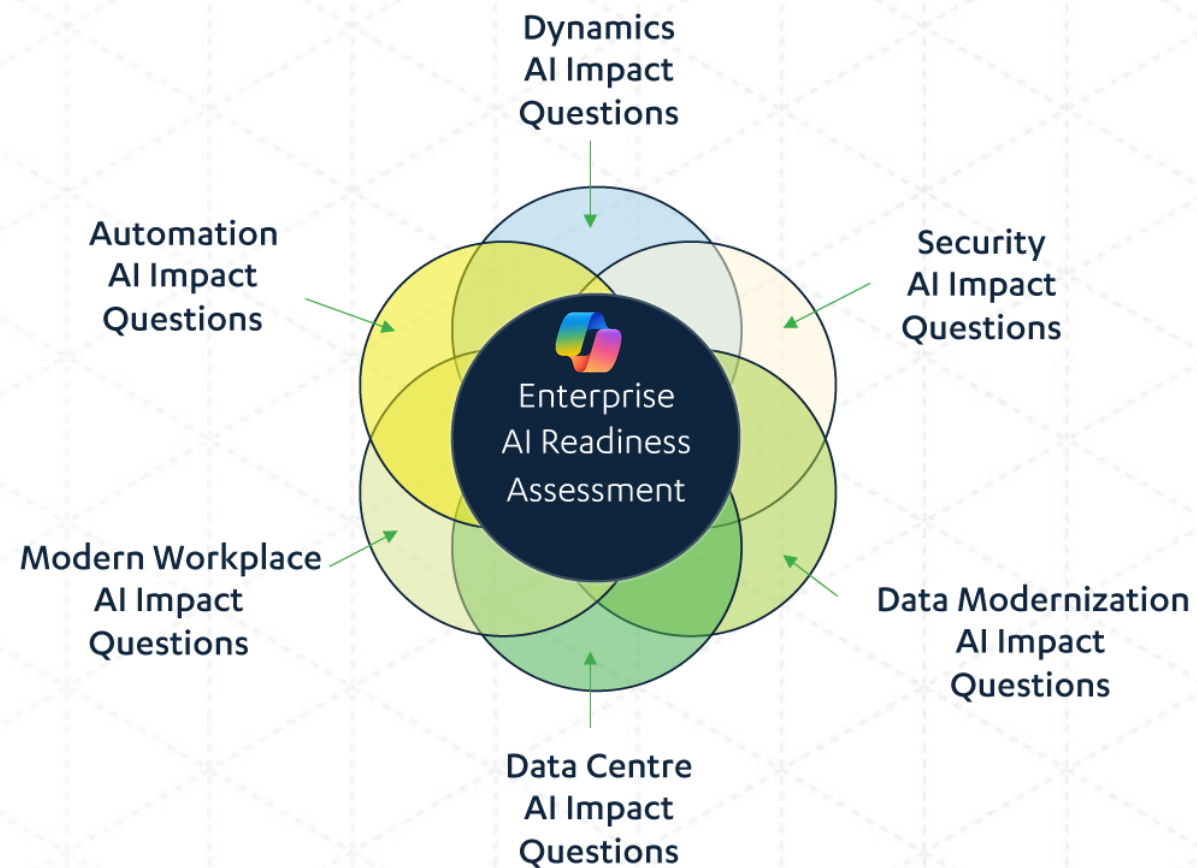 Dynamics
AI Impact
Questions
Automation
AI Impact
Questions
Security
AI Impact
Questions
Enterprise
AI Readiness
Assessment
Modern Workplace
AI Impact
Questions
Data Modernization
AI Impact
Questions
Data Centre
AI Impact
Questions